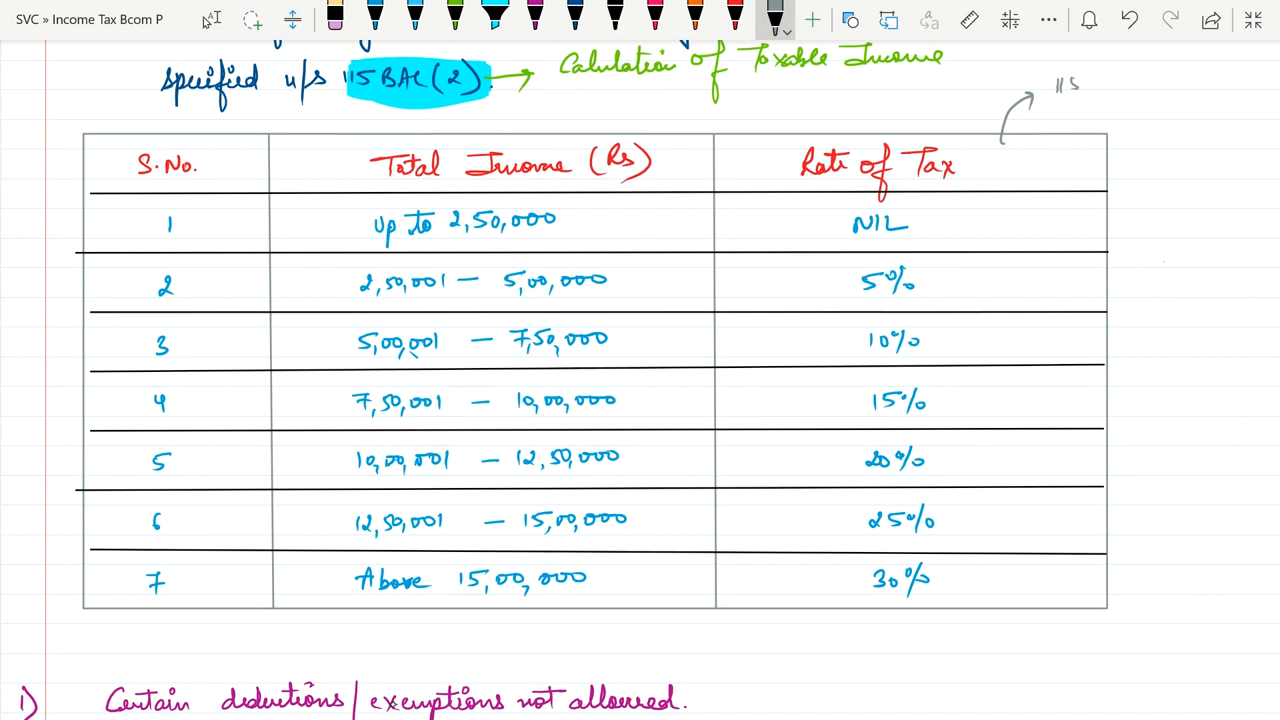 SVC » Income Tax Bcom P
specified u/s 115BAC(2). → Calulation of Taxable Income
115
S.No. Total Income (Rs) Rate of Tax
1 Up to 2,50,000 NIL
2 2,50,001 — 5,00,000 5%
3 5,00,001 — 7,50,000 10%
4 7,50,001 — 10,00,000 15%
5 10,00,001 — 12,50,000 20%
6 12,50,001 — 15,00,000 25%
7 Above 15,00,000 30%
1) Certain deductions/exemptions not allowed.